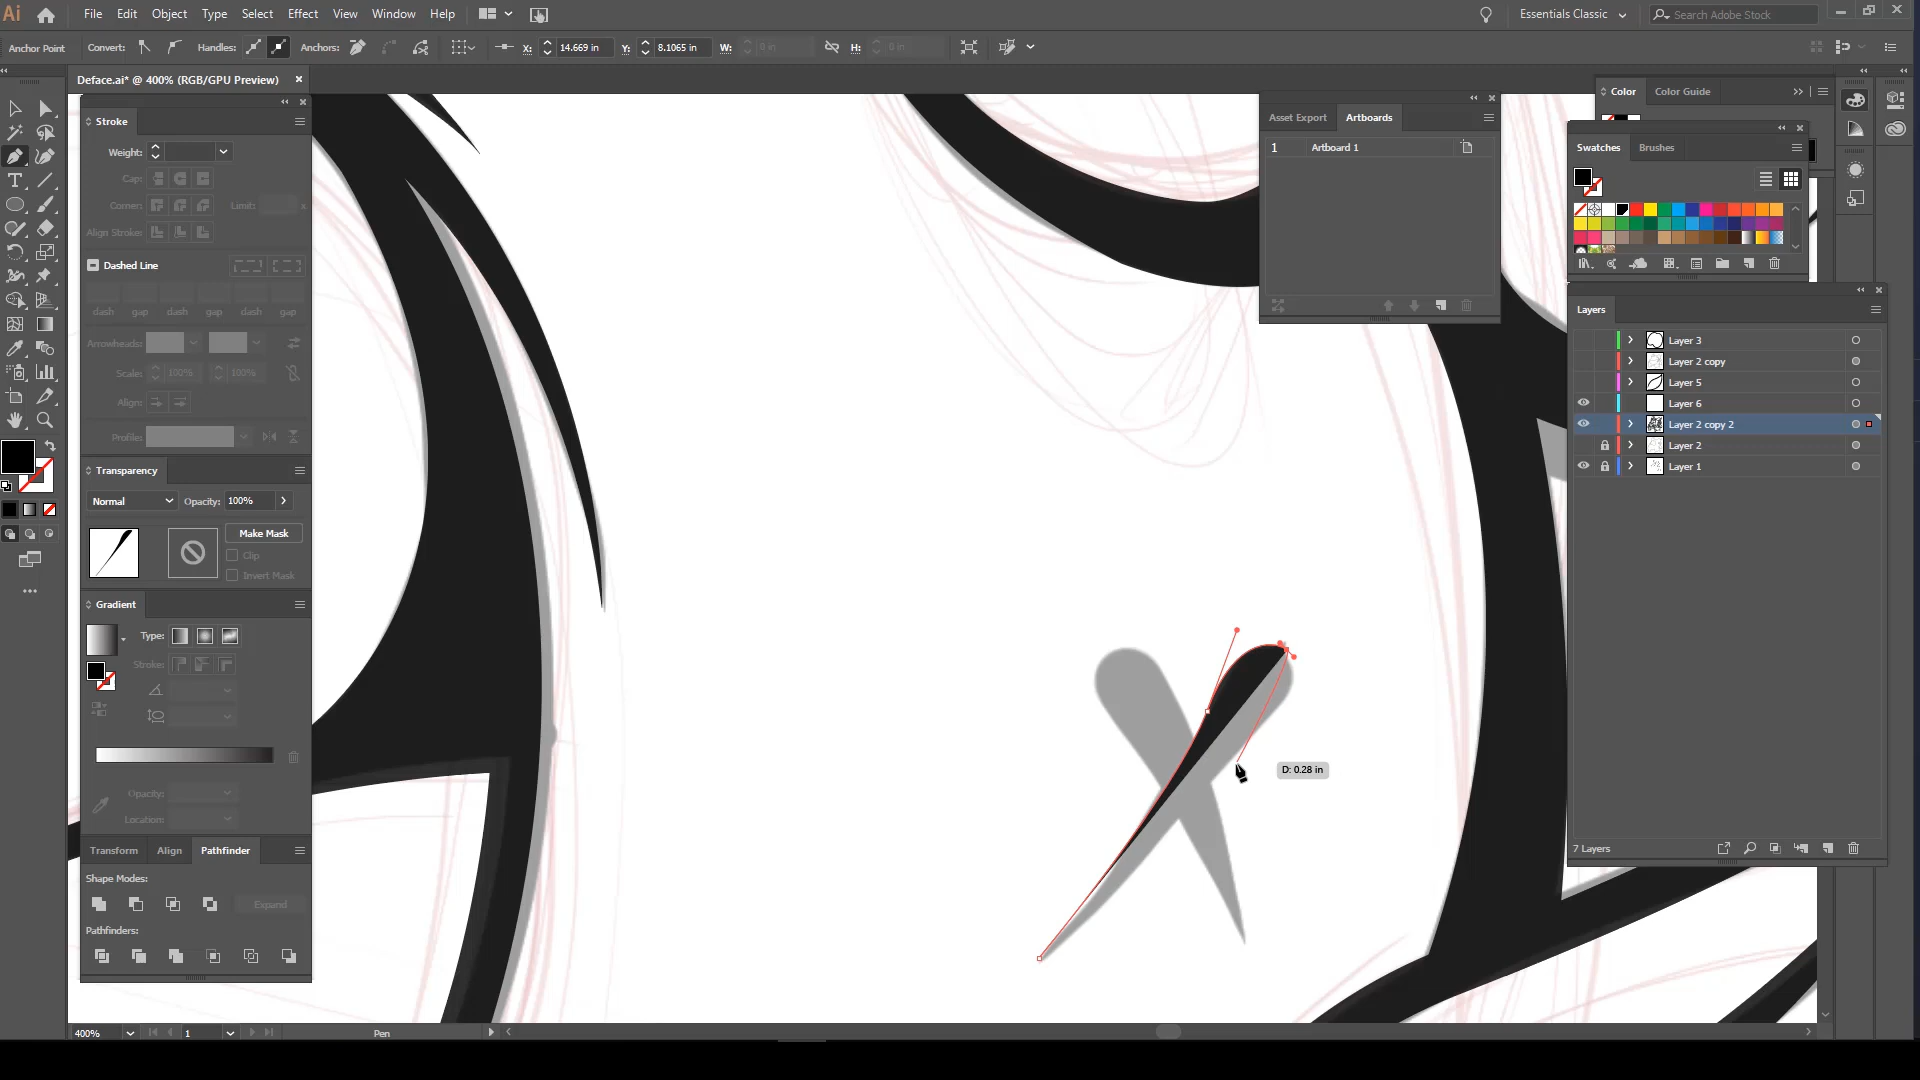 Ai
File Edit Object Type Select Effect View Window Help
Essentials Classic
Search Adobe Stock
Anchor Point
Convert:
Handles:
Anchors:
X: 14.669 in
Y: 8.1065 in
W: 0 in
H: 0 in
Deface.ai* @ 400% (RGB/GPU Preview)
Stroke
Weight:
Cap:
Corner:
Limit: x
Align Stroke:
Dashed Line
dash gap dash gap dash gap
Arrowheads:
Scale: 100% 100%
Align:
Profile:
Transparency
Normal Opacity: 100%
Make Mask
Clip
Invert Mask
Gradient
Type:
Stroke:
Opacity:
Location:
Transform Align Pathfinder
Shape Modes:
Expand
Pathfinders:
400% 1 Pen
D: 0.28 in
Asset Export Artboards
1 Artboard 1
Color Color Guide
Swatches Brushes
Layers
Layer 3
Layer 2 copy
Layer 5
Layer 6
Layer 2 copy 2
Layer 2
Layer 1
7 Layers